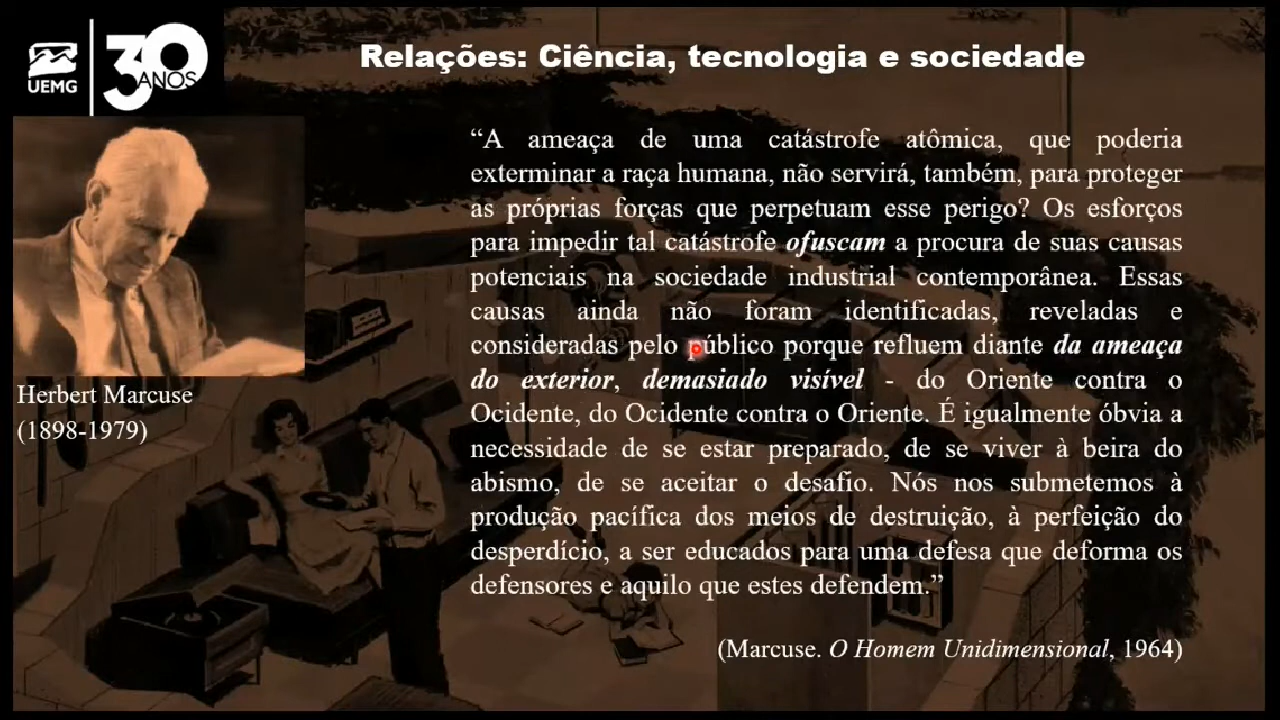 UEMG
30
ANOS
Relações: Ciência, tecnologia e sociedade
“A ameaça de uma catástrofe atômica, que poderia
exterminar a raça humana, não servirá, também, para proteger
as próprias forças que perpetuam esse perigo? Os esforços
para impedir tal catástrofe ofuscam a procura de suas causas
potenciais na sociedade industrial contemporânea. Essas
causas ainda não foram identificadas, reveladas e
consideradas pelo público porque refluem diante da ameaça
do exterior, demasiado visível - do Oriente contra o
Ocidente, do Ocidente contra o Oriente. É igualmente óbvia a
necessidade de se estar preparado, de se viver à beira do
abismo, de se aceitar o desafio. Nós nos submetemos à
produção pacífica dos meios de destruição, à perfeição do
desperdício, a ser educados para uma defesa que deforma os
defensores e aquilo que estes defendem.”
(Marcuse. O Homem Unidimensional, 1964)
Herbert Marcuse
(1898-1979)